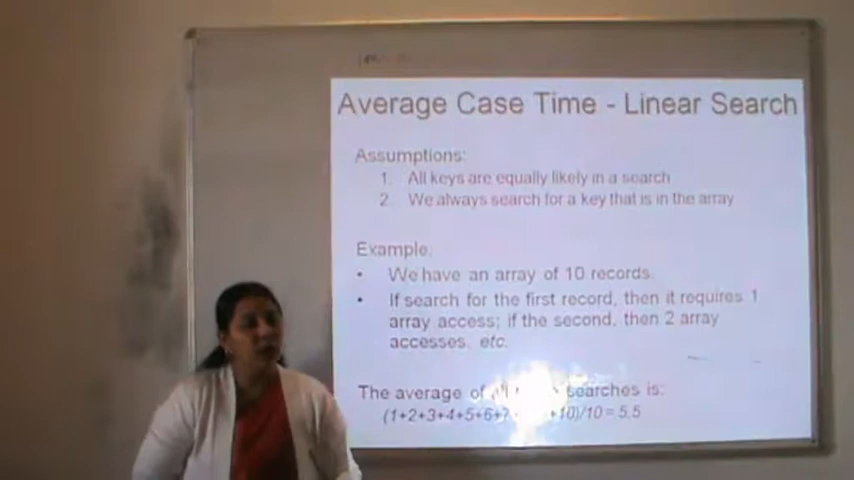 Average Case Time - Linear Search
Assumptions:
1. All keys are equally likely in a search
2. We always search for a key that is in the array
Example.
• We have an array of 10 records.
• If search for the first record, then it requires 1
array access; if the second, then 2 array
accesses. etc.
The average of searches is:
(1+2+3+4+5+6+7 +10)/10 = 5.5